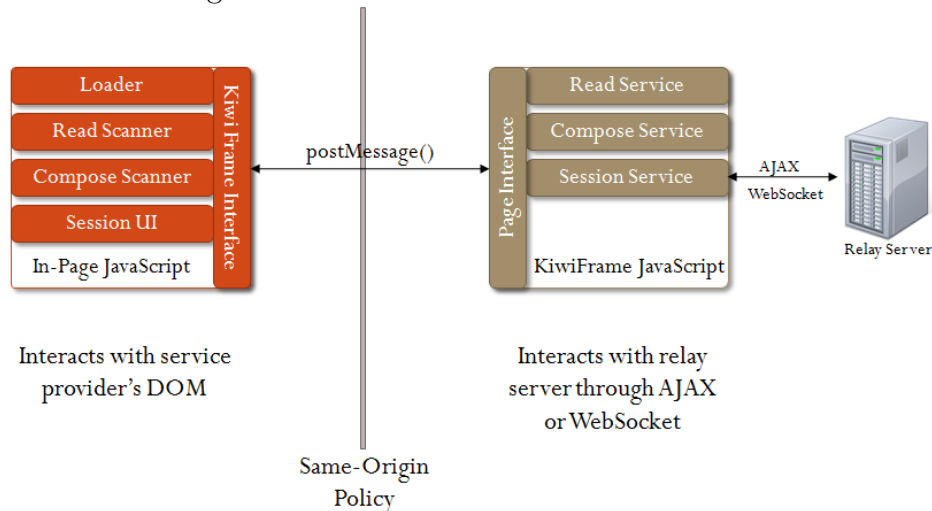 Loader
Read Scanner
Compose Scanner
Session UI
In-Page JavaScript
Kiwi Frame Interface
postMessage()
Page Interface
Read Service
Compose Service
Session Service
KiwiFrame JavaScript
AJAX
WebSocket
Relay Server
Interacts with service
provider's DOM
Interacts with relay
server through AJAX
or WebSocket
Same-Origin
Policy